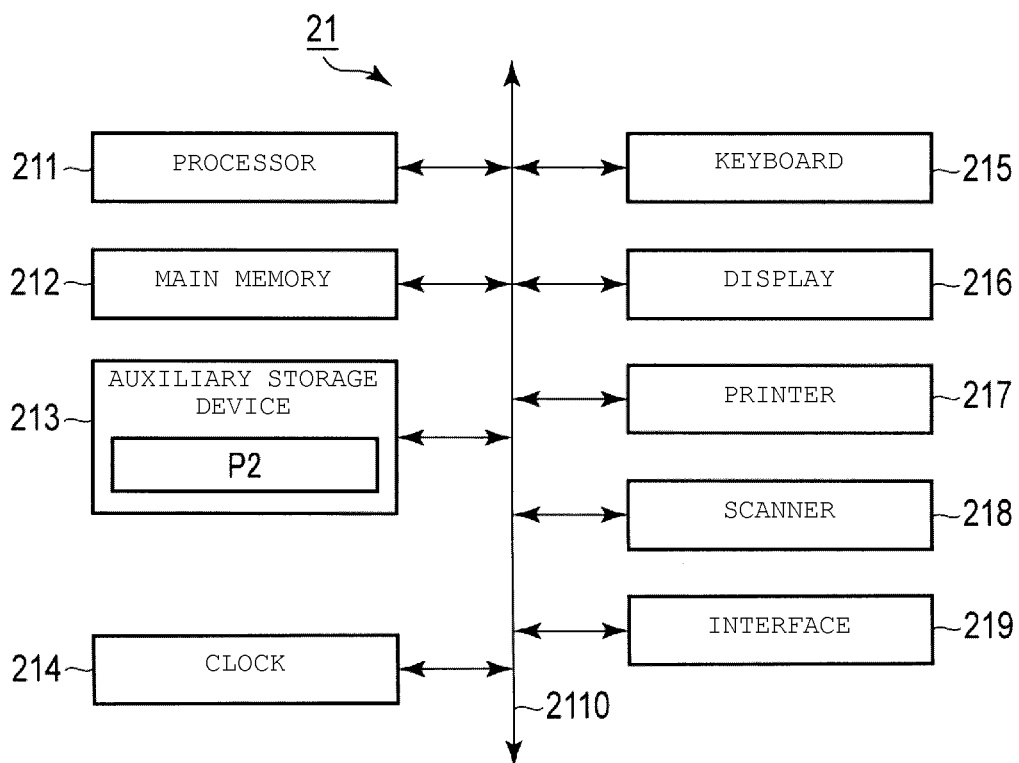 21
211
PROCESSOR
KEYBOARD
215
212
MAIN MEMORY
DISPLAY
216
213
AUXILIARY STORAGE
DEVICE
P2
PRINTER
217
SCANNER
218
214
CLOCK
INTERFACE
219
2110